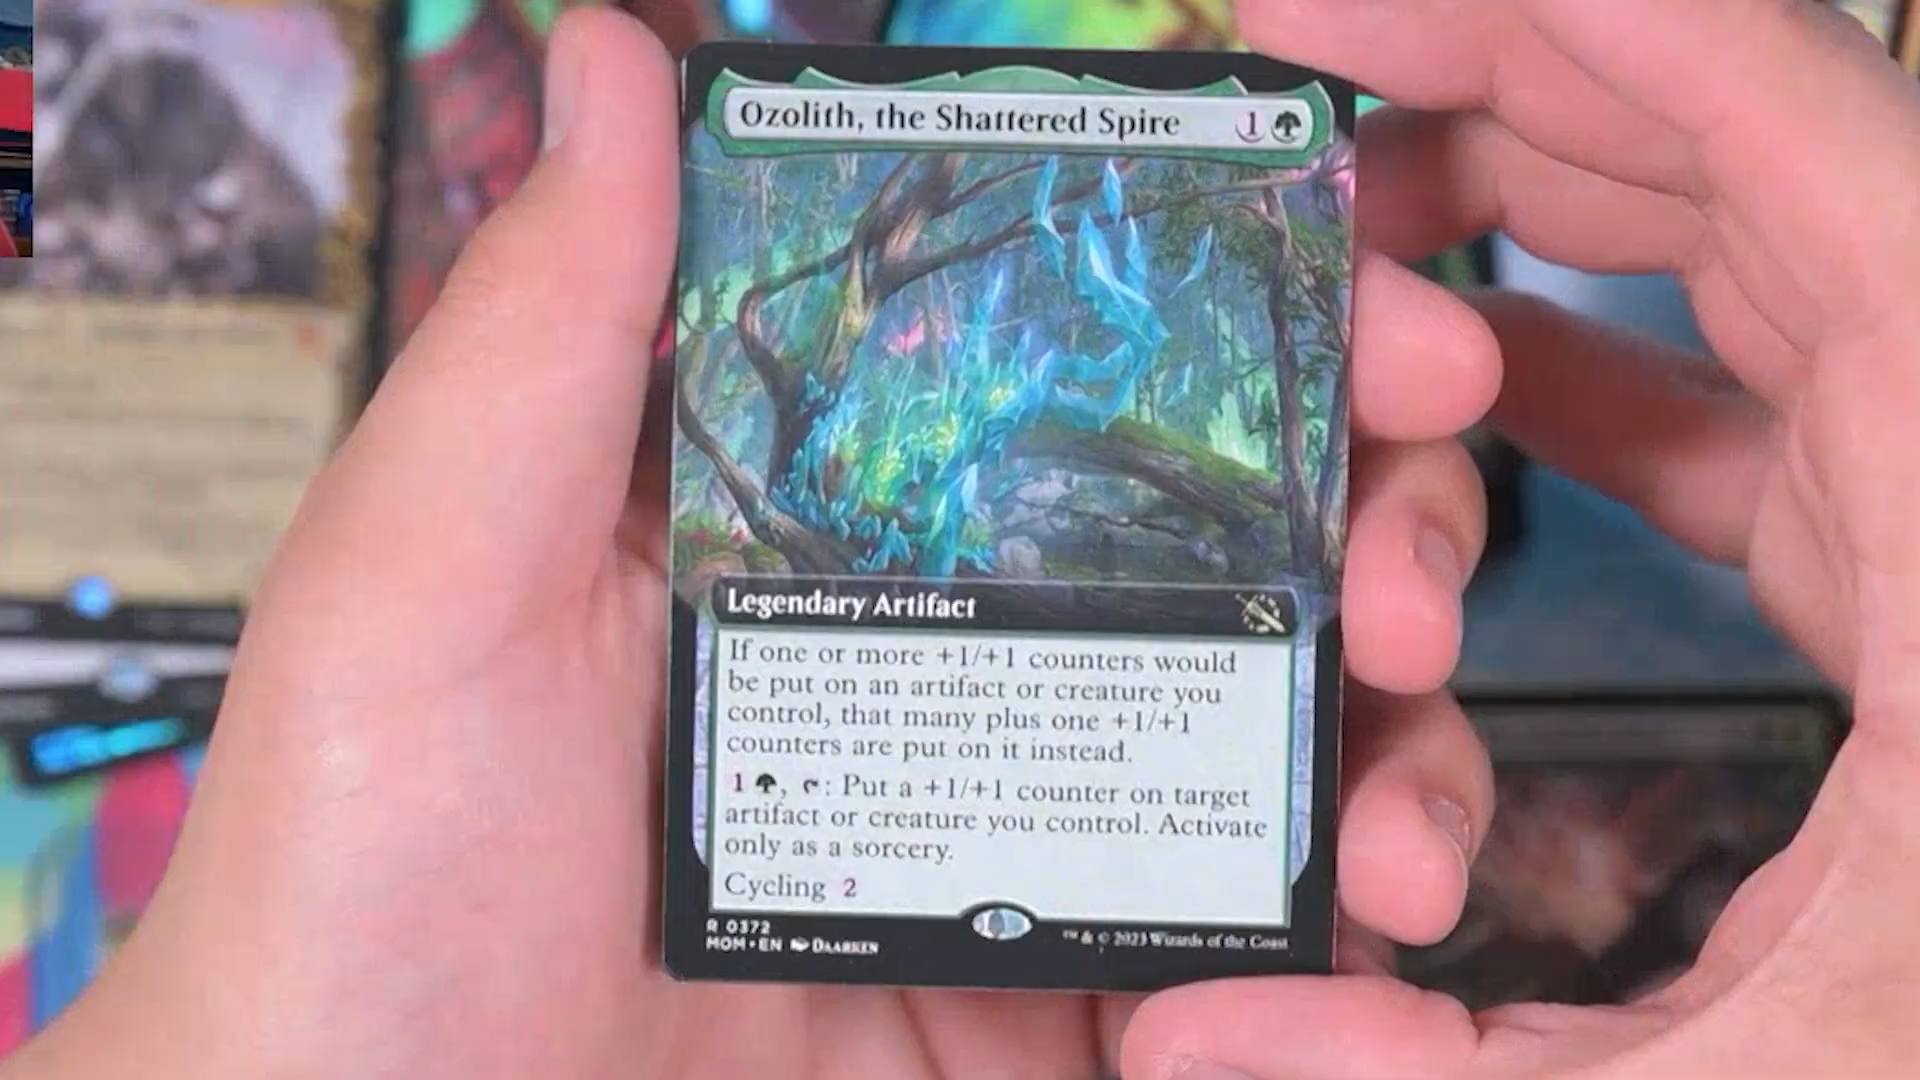 Ozolith, the Shattered Spire 1
Legendary Artifact
If one or more +1/+1 counters would
be put on an artifact or creature you
control, that many plus one +1/+1
counters are put on it instead.
1 , : Put a +1/+1 counter on target
artifact or creature you control. Activate
only as a sorcery.
Cycling 2
R 0372
MOM • EN DAARKEN
™ & © 2023 Wizards of the Coast